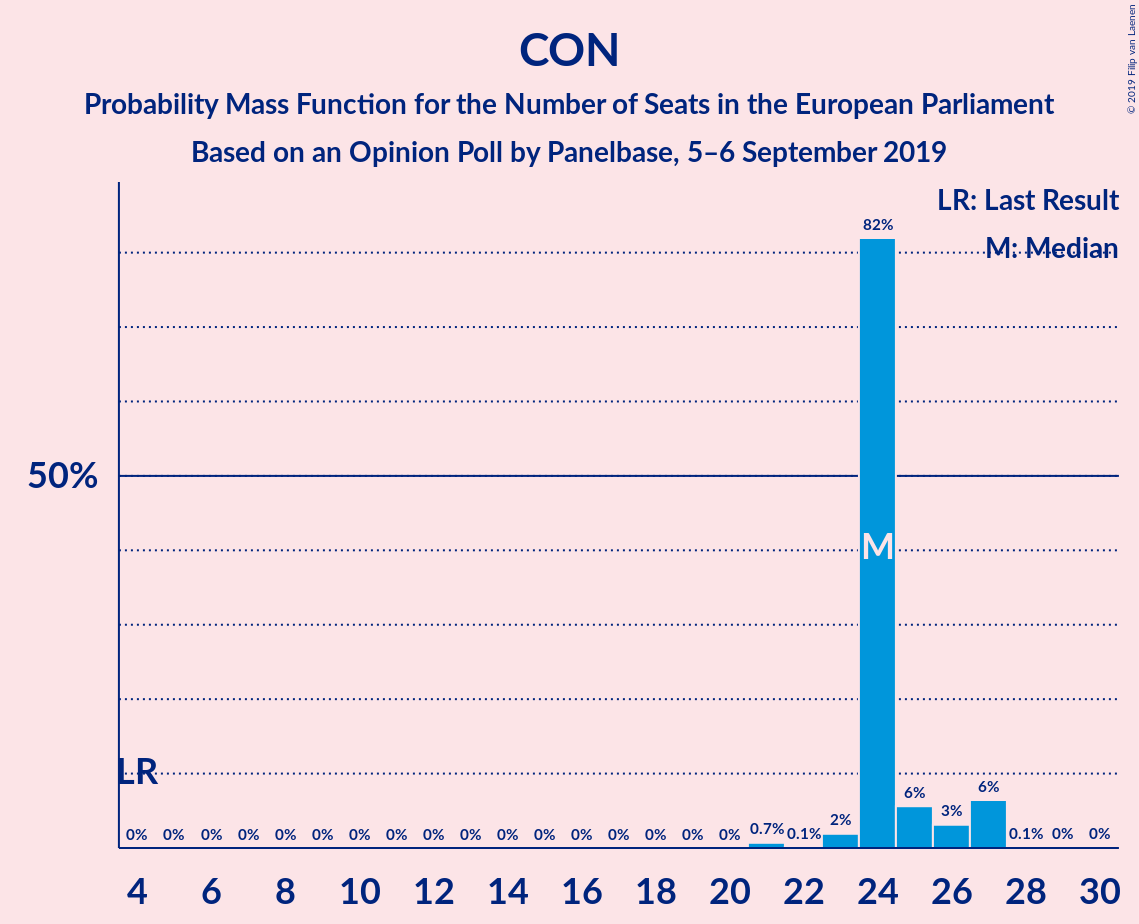 CON
Probability Mass Function for the Number of Seats in the European Parliament
Based on an Opinion Poll by Panelbase, 5–6 September 2019
© 2019 Filip van Laenen
LR: Last Result
M: Median
82%
50%
M
LR
0% 0% 0% 0% 0% 0% 0% 0% 0% 0% 0% 0% 0% 0% 0% 0% 0% 0.7% 0.1% 2% 6% 3% 6% 0.1% 0% 0%
4 6 8 10 12 14 16 18 20 22 24 26 28 30